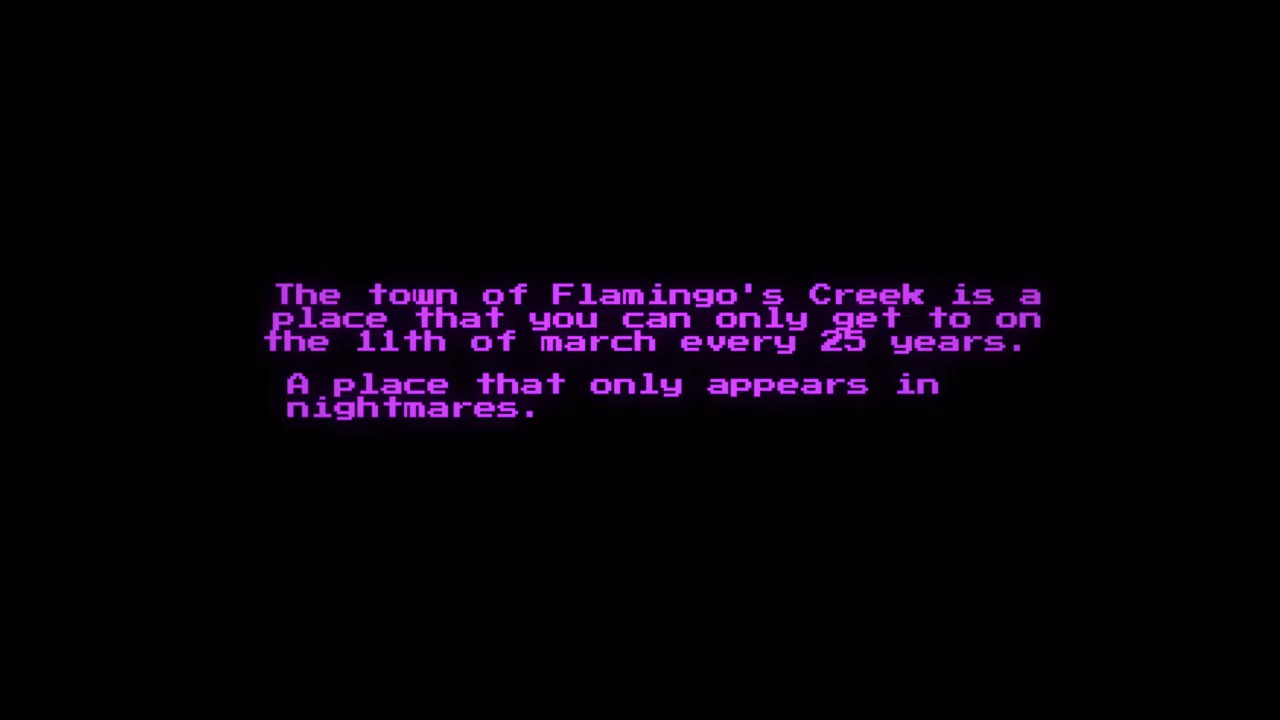 The town of Flamingo's Creek is a
place that you can only get to on
the 11th of march every 25 years.
A place that only appears in
nightmares.